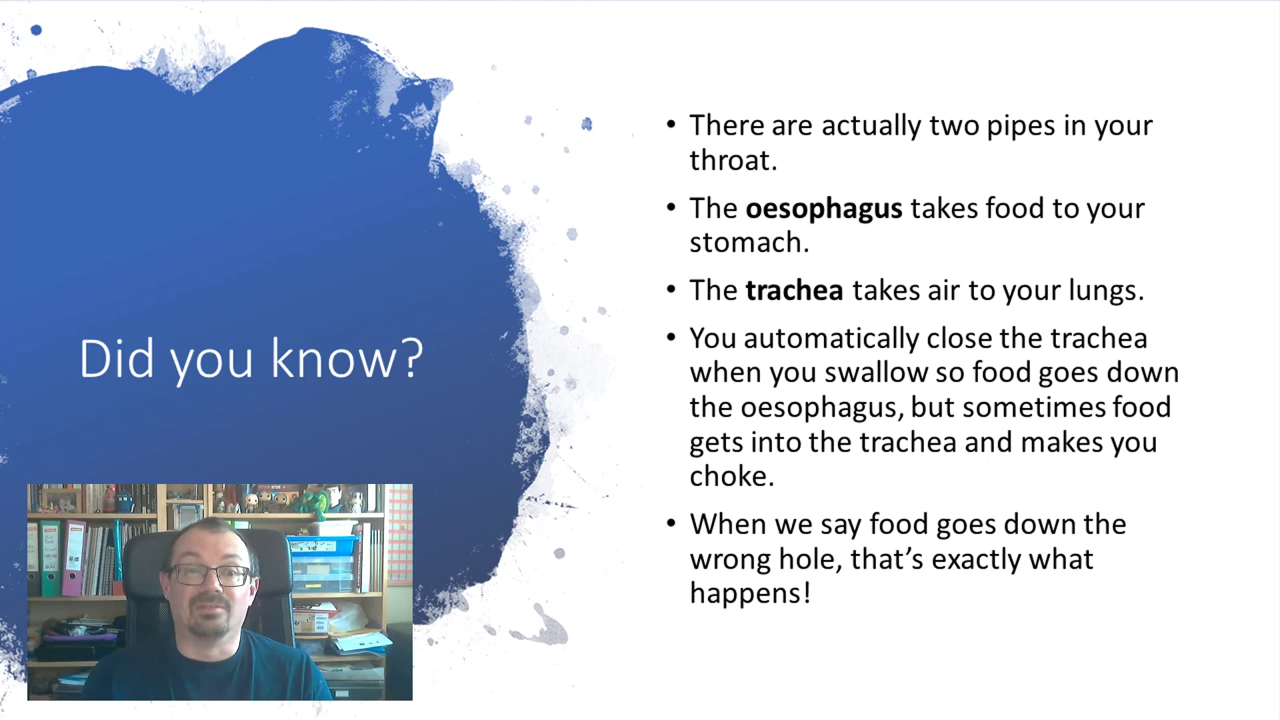 Did you know?
• There are actually two pipes in your
throat.
• The oesophagus takes food to your
stomach.
• The trachea takes air to your lungs.
• You automatically close the trachea
when you swallow so food goes down
the oesophagus, but sometimes food
gets into the trachea and makes you
choke.
• When we say food goes down the
wrong hole, that’s exactly what
happens!